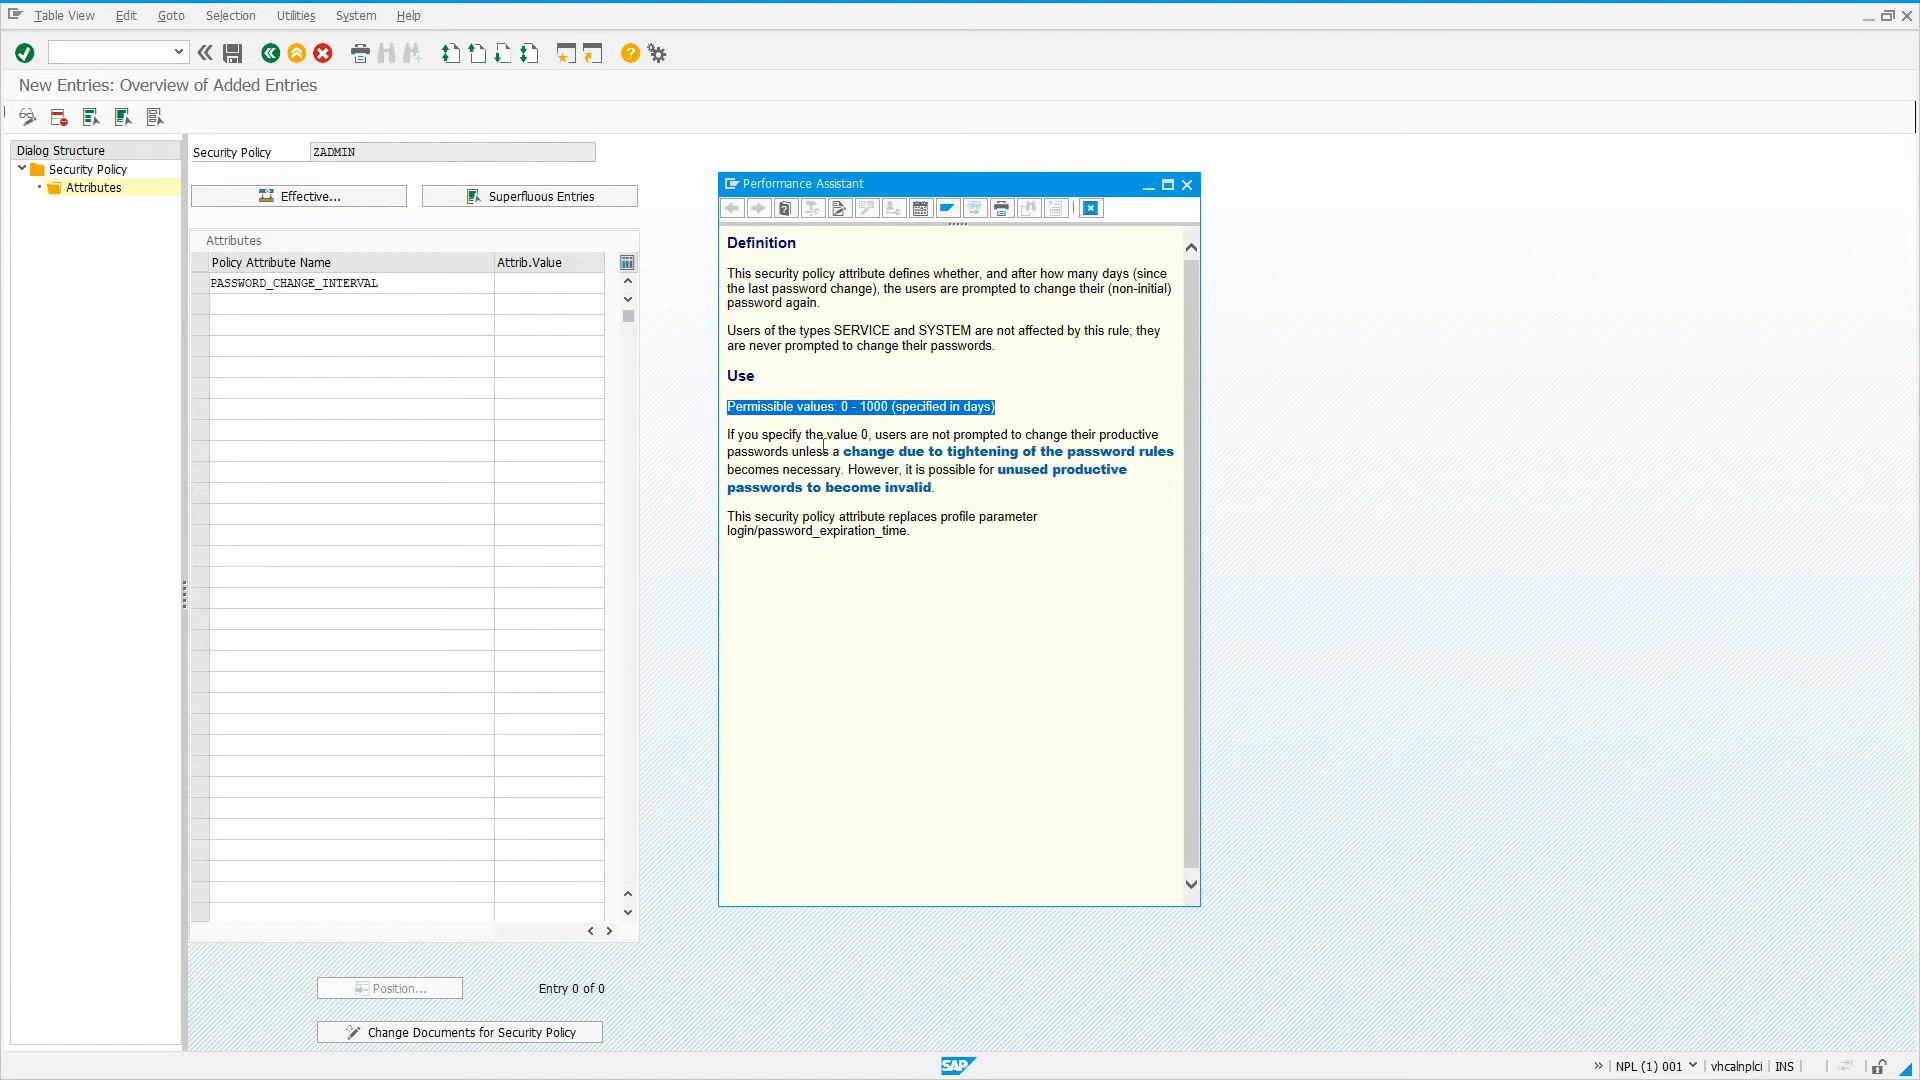 Table View Edit Goto Selection Utilities System Help
New Entries: Overview of Added Entries
Dialog Structure
Security Policy
Attributes
Security Policy ZADMIN
Effective... Superfluous Entries
Attributes
Policy Attribute Name Attrib.Value
PASSWORD_CHANGE_INTERVAL
Position... Entry 0 of 0
Change Documents for Security Policy
Performance Assistant
Definition
This security policy attribute defines whether, and after how many days (since
the last password change), the users are prompted to change their (non-initial)
password again.
Users of the types SERVICE and SYSTEM are not affected by this rule; they
are never prompted to change their passwords.
Use
Permissible values: 0 - 1000 (specified in days)
If you specify the value 0, users are not prompted to change their productive
passwords unless a change due to tightening of the password rules
becomes necessary. However, it is possible for unused productive
passwords to become invalid.
This security policy attribute replaces profile parameter
login/password_expiration_time.
SAP
NPL (1) 001 vhcalnplci INS